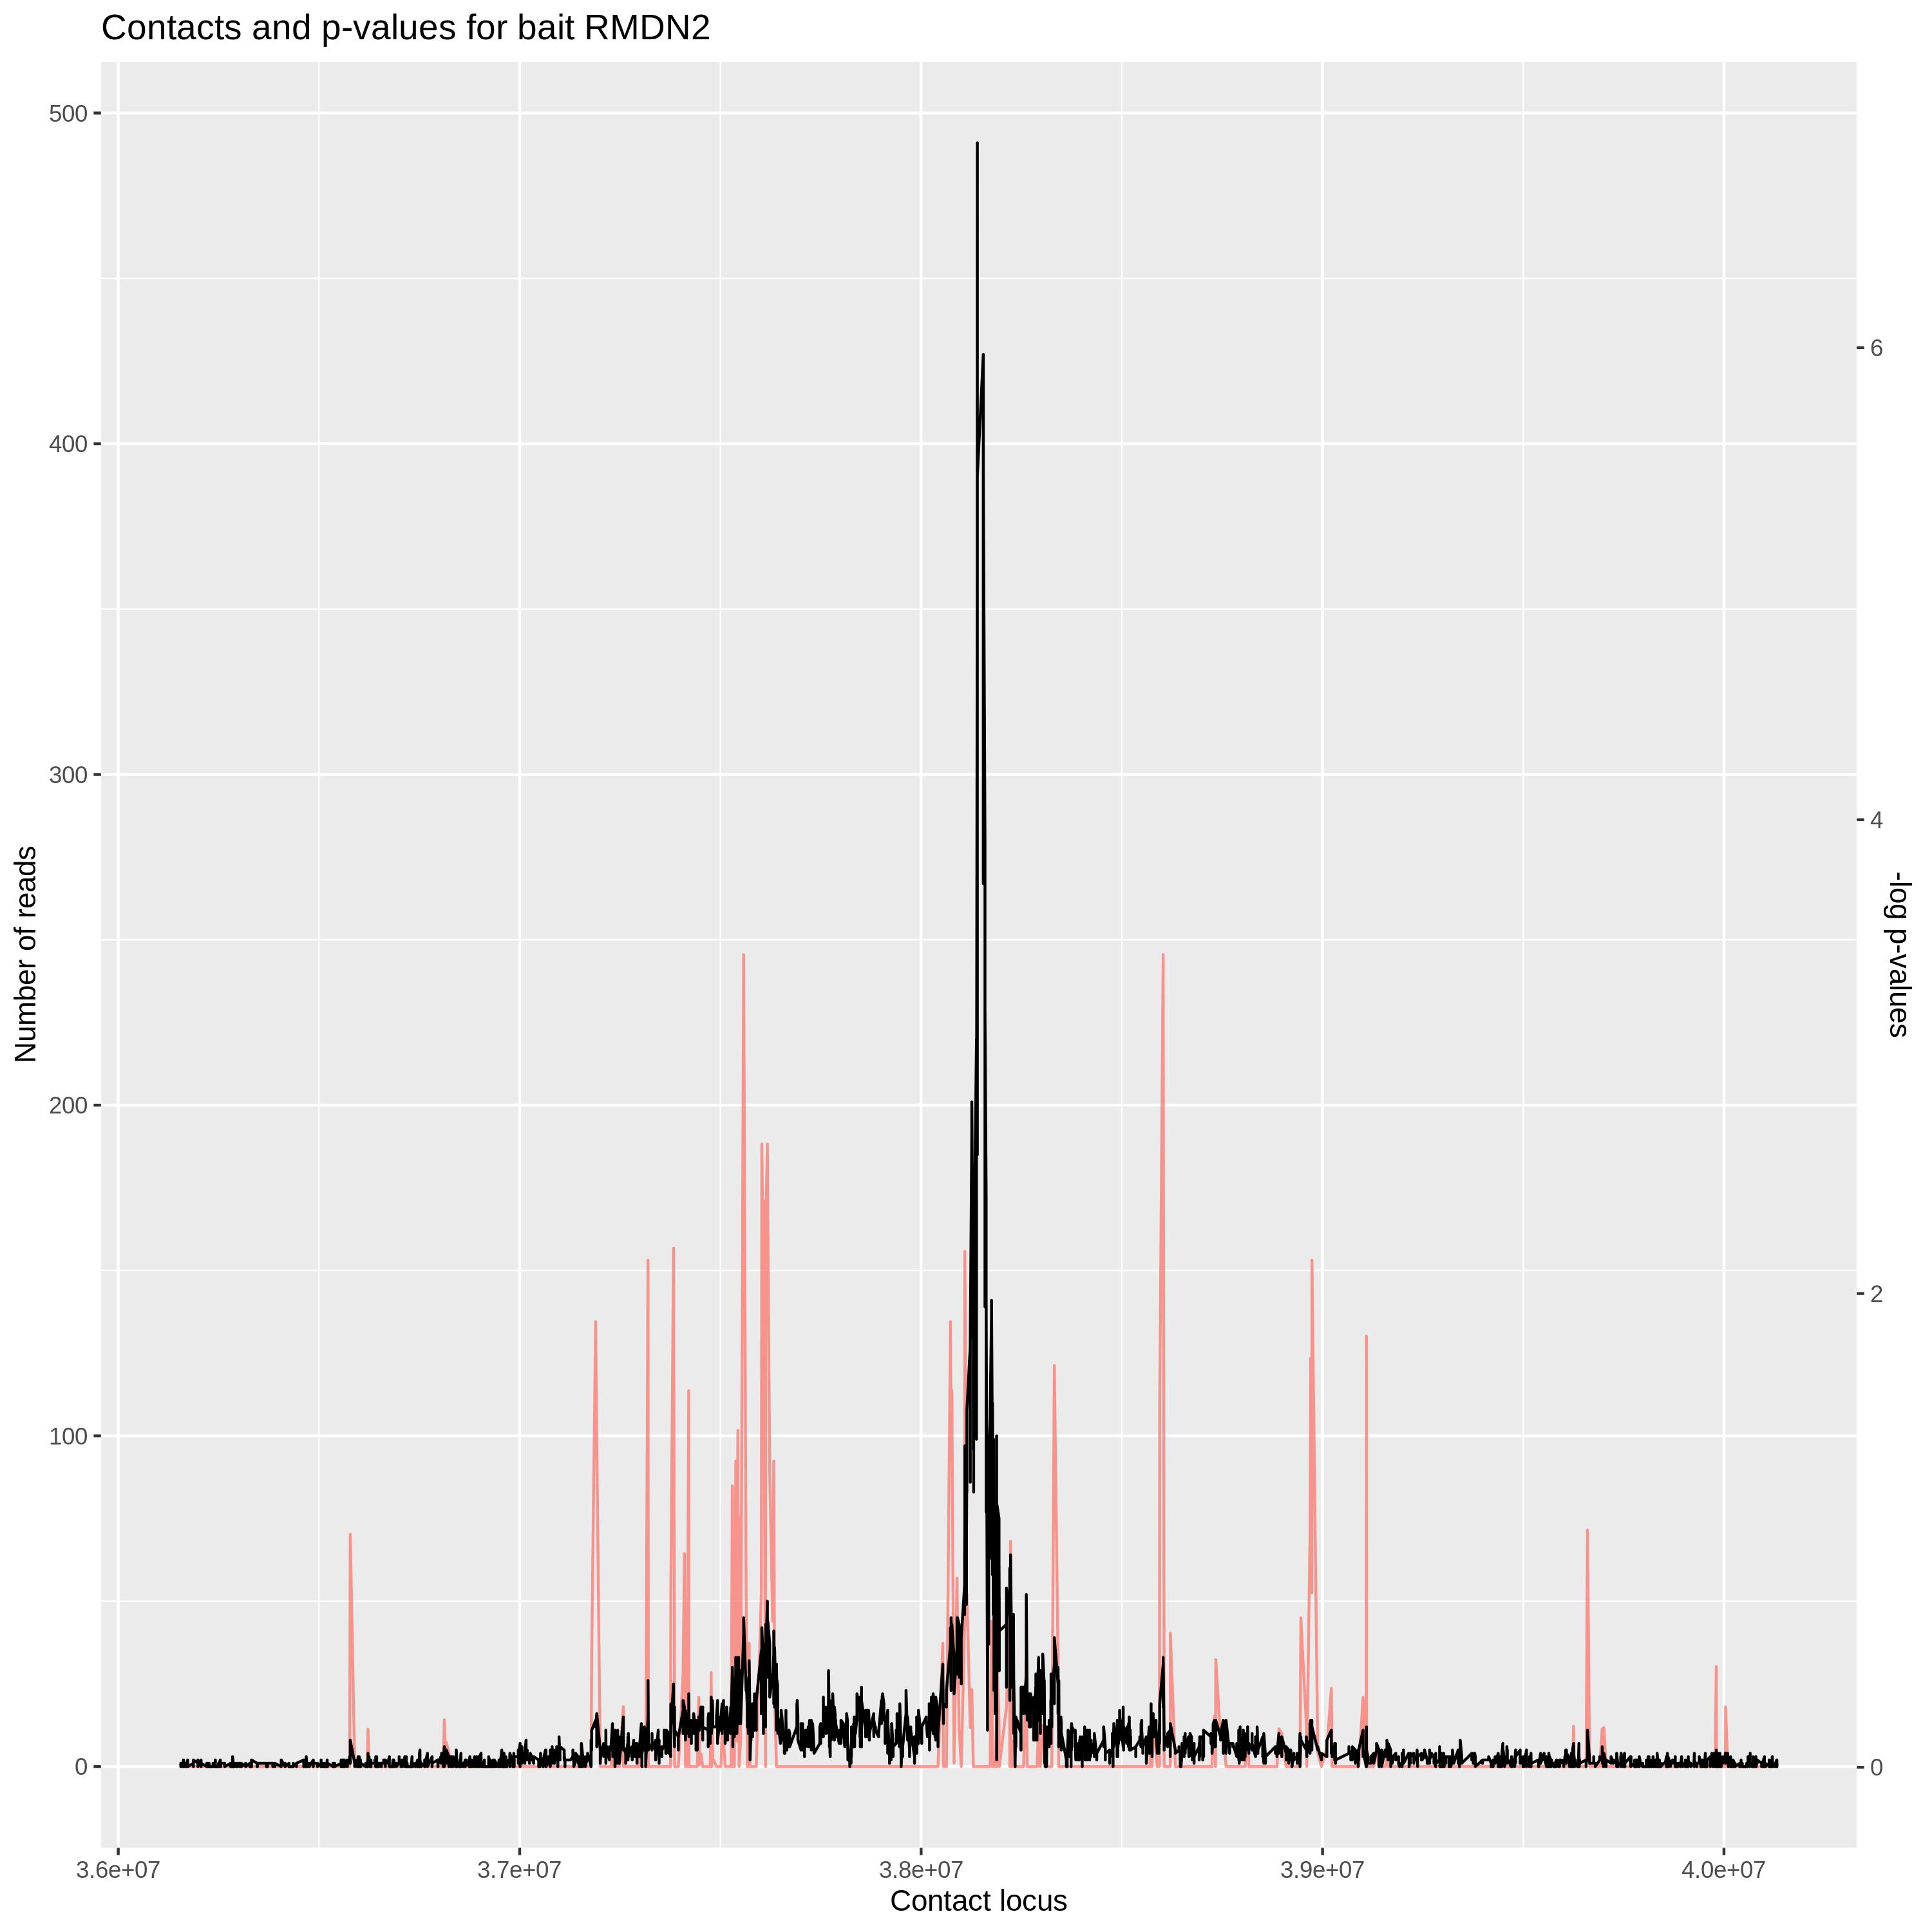 Contacts and p-values for bait RMDN2
500
400
300
200
100
0
Number of reads
6
4
2
0
-log p-values
3.6e+07
3.7e+07
3.8e+07
3.9e+07
4.0e+07
Contact locus